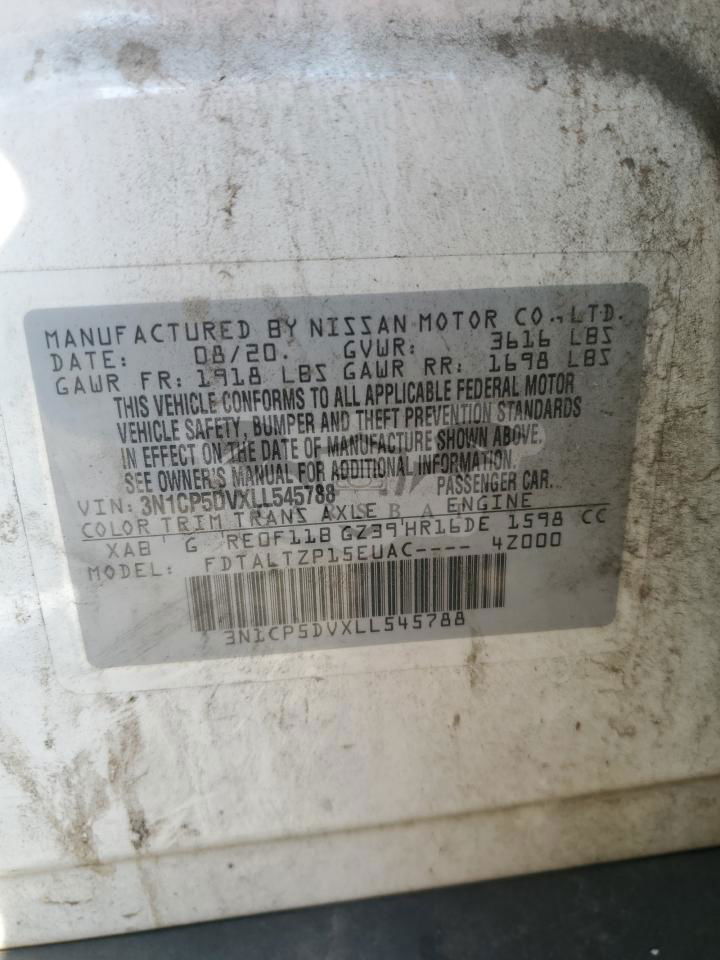 MANUFACTURED BY NISSAN MOTOR CO., LTD.
DATE: 08/20. GVWR: 3616 LBS
GAWR FR: 1918 LBS GAWR RR: 1698 LBS
THIS VEHICLE CONFORMS TO ALL APPLICABLE FEDERAL MOTOR
VEHICLE SAFETY, BUMPER AND THEFT PREVENTION STANDARDS
IN EFFECT ON THE DATE OF MANUFACTURE SHOWN ABOVE.
SEE OWNER'S MANUAL FOR ADDITIONAL INFORMATION.
VIN: 3N1CP5DVXLL545788 PASSENGER CAR.
COLOR TRIM TRANS AXLE ENGINE
XAB G RE0F11B GZ39 HR16DE 1598 CC
MODEL: FDTALTZP15EUAC---- 4Z000
3N1CP5DVXLL545788